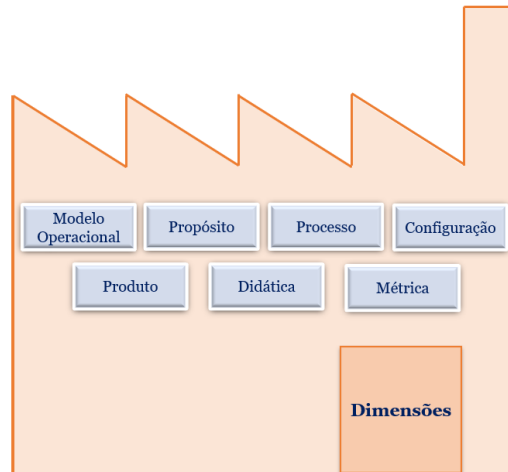 Modelo
Operacional
Propósito
Processo
Configuração
Produto
Didática
Métrica
Dimensões